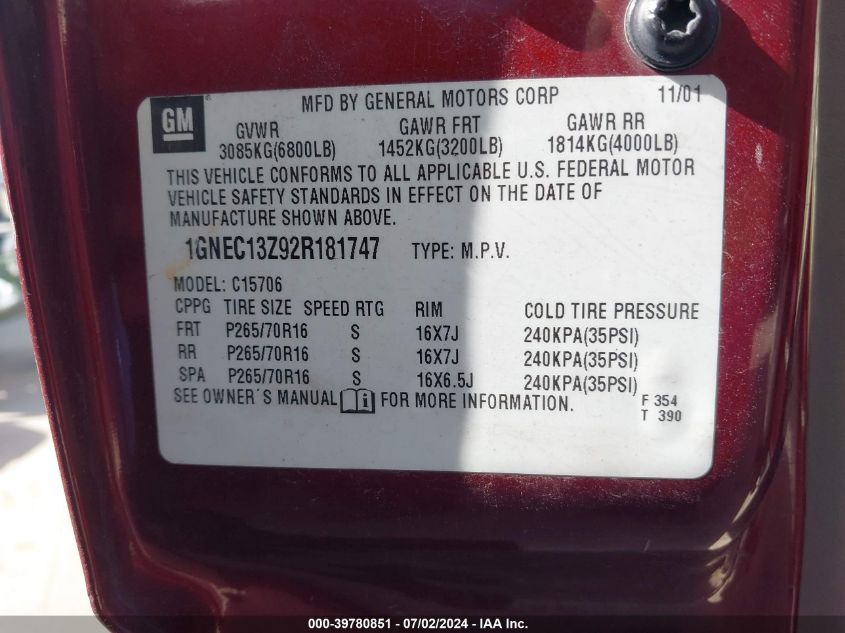 GM
MFD BY GENERAL MOTORS CORP 11/01
GVWR GAWR FRT GAWR RR
3085KG(6800LB) 1452KG(3200LB) 1814KG(4000LB)
THIS VEHICLE CONFORMS TO ALL APPLICABLE U.S. FEDERAL MOTOR
VEHICLE SAFETY STANDARDS IN EFFECT ON THE DATE OF
MANUFACTURE SHOWN ABOVE.
1GNEC13Z92R181747 TYPE: M.P.V.
MODEL: C15706
CPPG TIRE SIZE SPEED RTG RIM COLD TIRE PRESSURE
FRT P265/70R16 S 16X7J 240KPA(35PSI)
RR P265/70R16 S 16X7J 240KPA(35PSI)
SPA P265/70R16 S 16X6.5J 240KPA(35PSI)
SEE OWNER'S MANUAL FOR MORE INFORMATION.
F 354
T 390
000-39780851 - 07/02/2024 - IAA Inc.